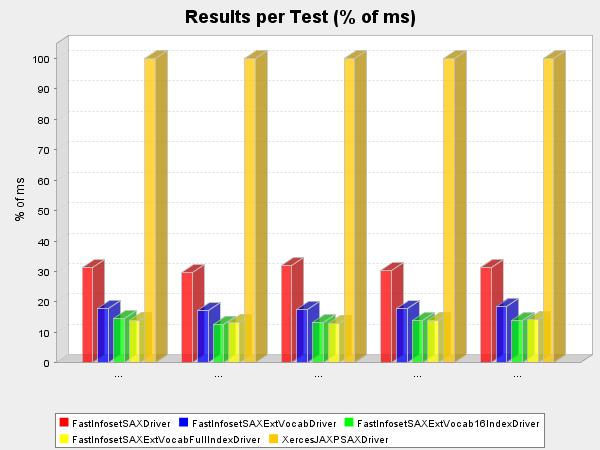 Results per Test (% of ms)
100
90
80
70
60
50
40
30
20
10
0
% of ms
... ... ... ... ...
FastInfosetSAXDriver FastInfosetSAXExtVocabDriver FastInfosetSAXExtVocab16IndexDriver
FastInfosetSAXExtVocabFullIndexDriver XercesJAXPSAXDriver